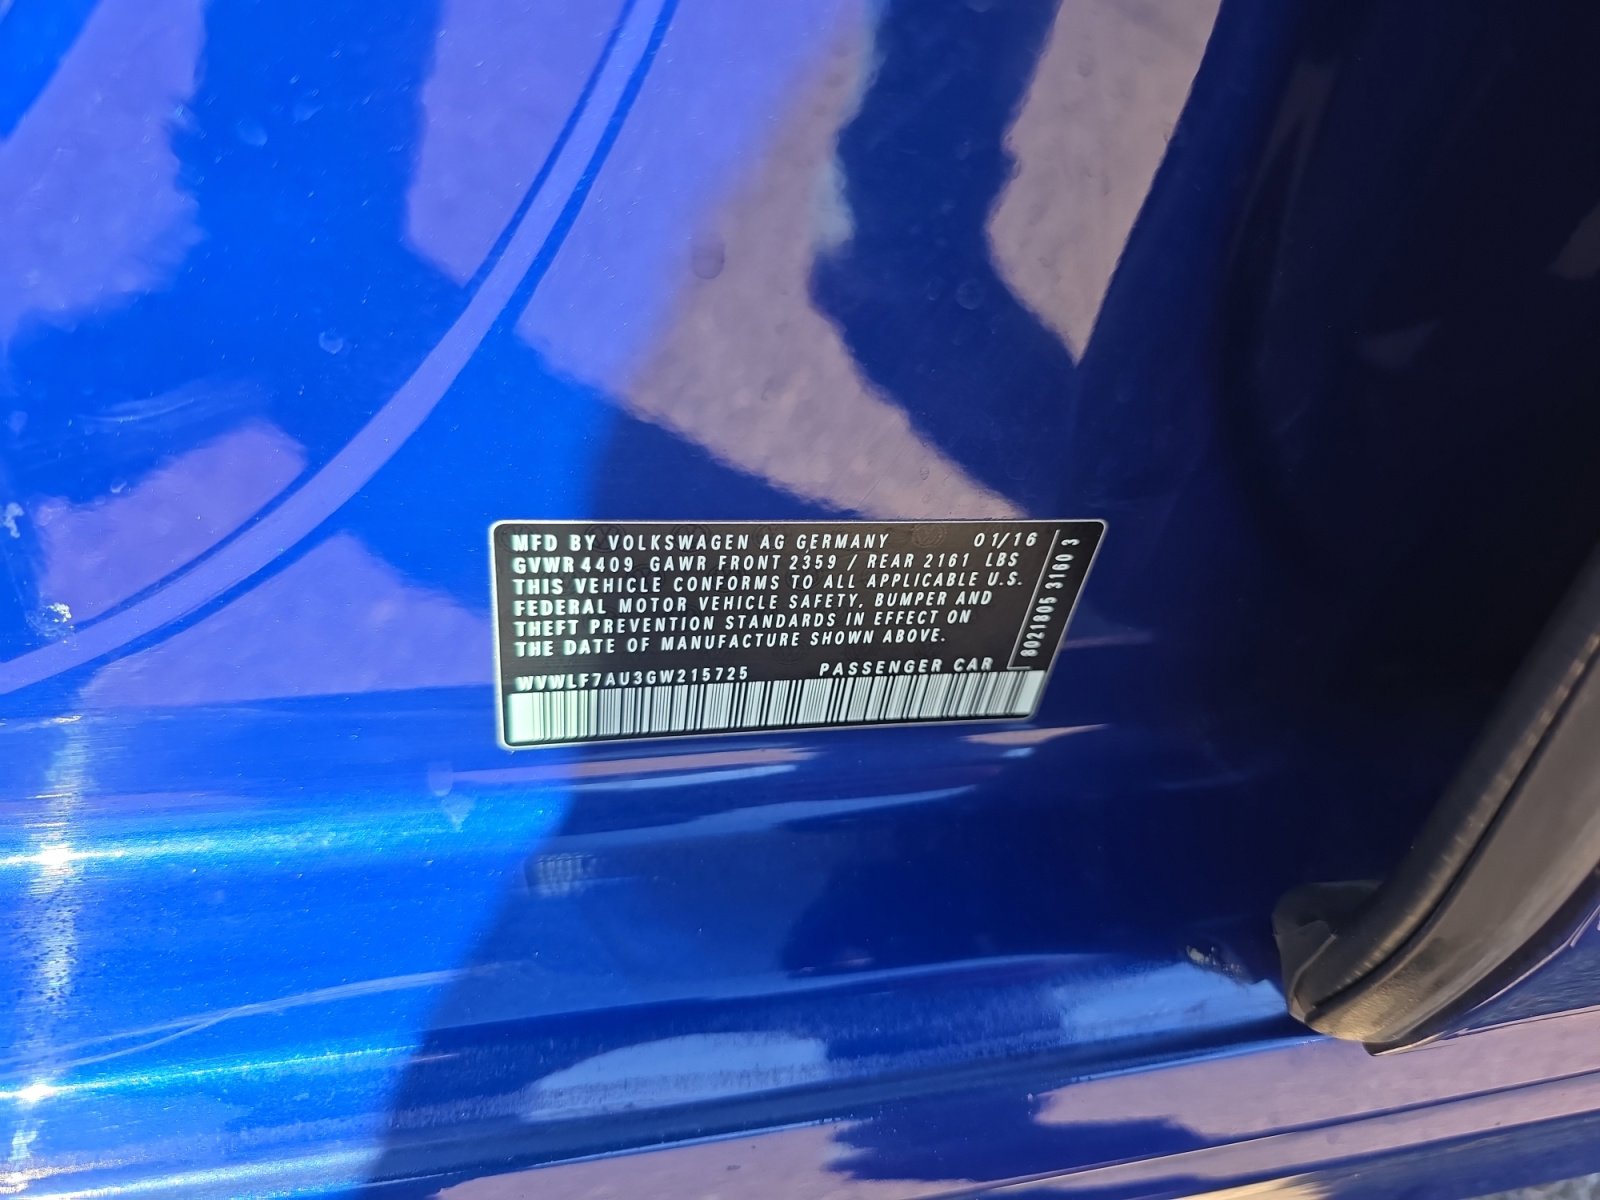 MFD BY VOLKSWAGEN AG GERMANY 01/16
GVWR 4409 GAWR FRONT 2359 / REAR 2161 LBS
THIS VEHICLE CONFORMS TO ALL APPLICABLE U.S.
FEDERAL MOTOR VEHICLE SAFETY, BUMPER AND
THEFT PREVENTION STANDARDS IN EFFECT ON
THE DATE OF MANUFACTURE SHOWN ABOVE.
WVWLF7AU3GW215725 PASSENGER CAR
8021805 3160 3